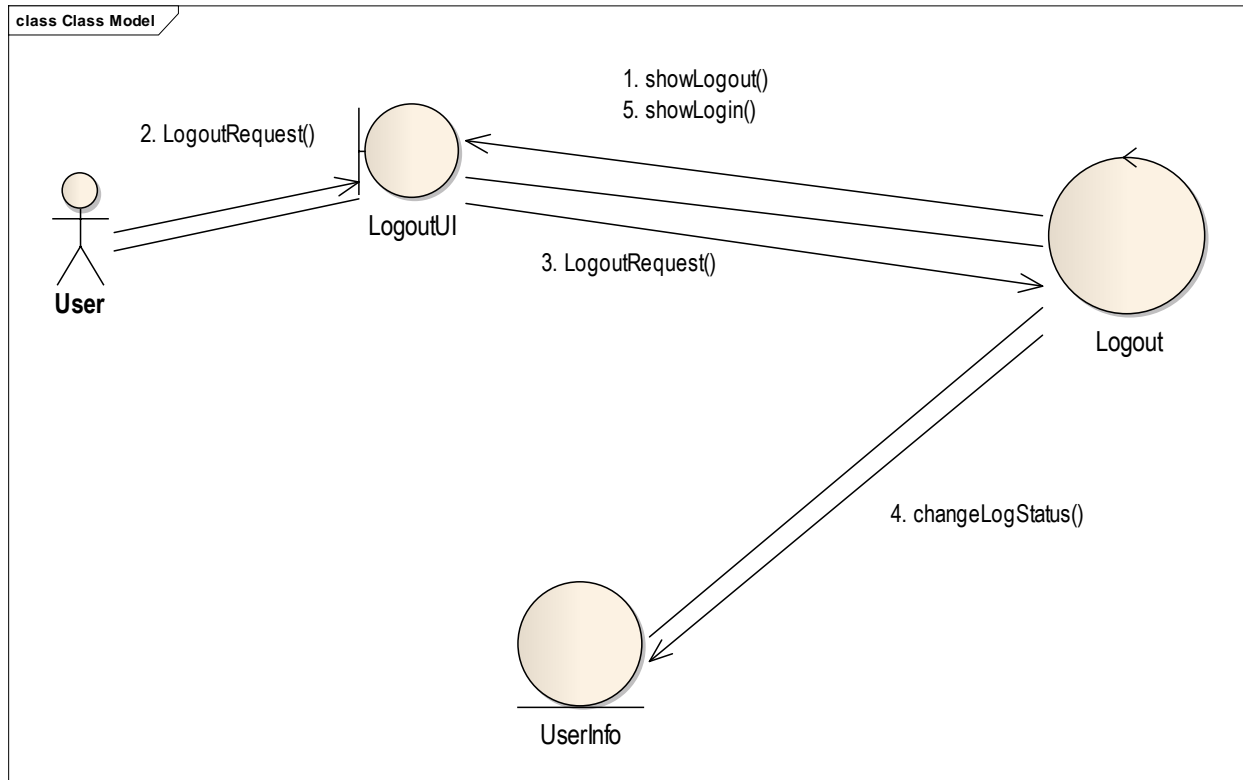 class Class Model
1. showLogout()
5. showLogin()
2. LogoutRequest()
LogoutUI
3. LogoutRequest()
User
Logout
4. changeLogStatus()
UserInfo